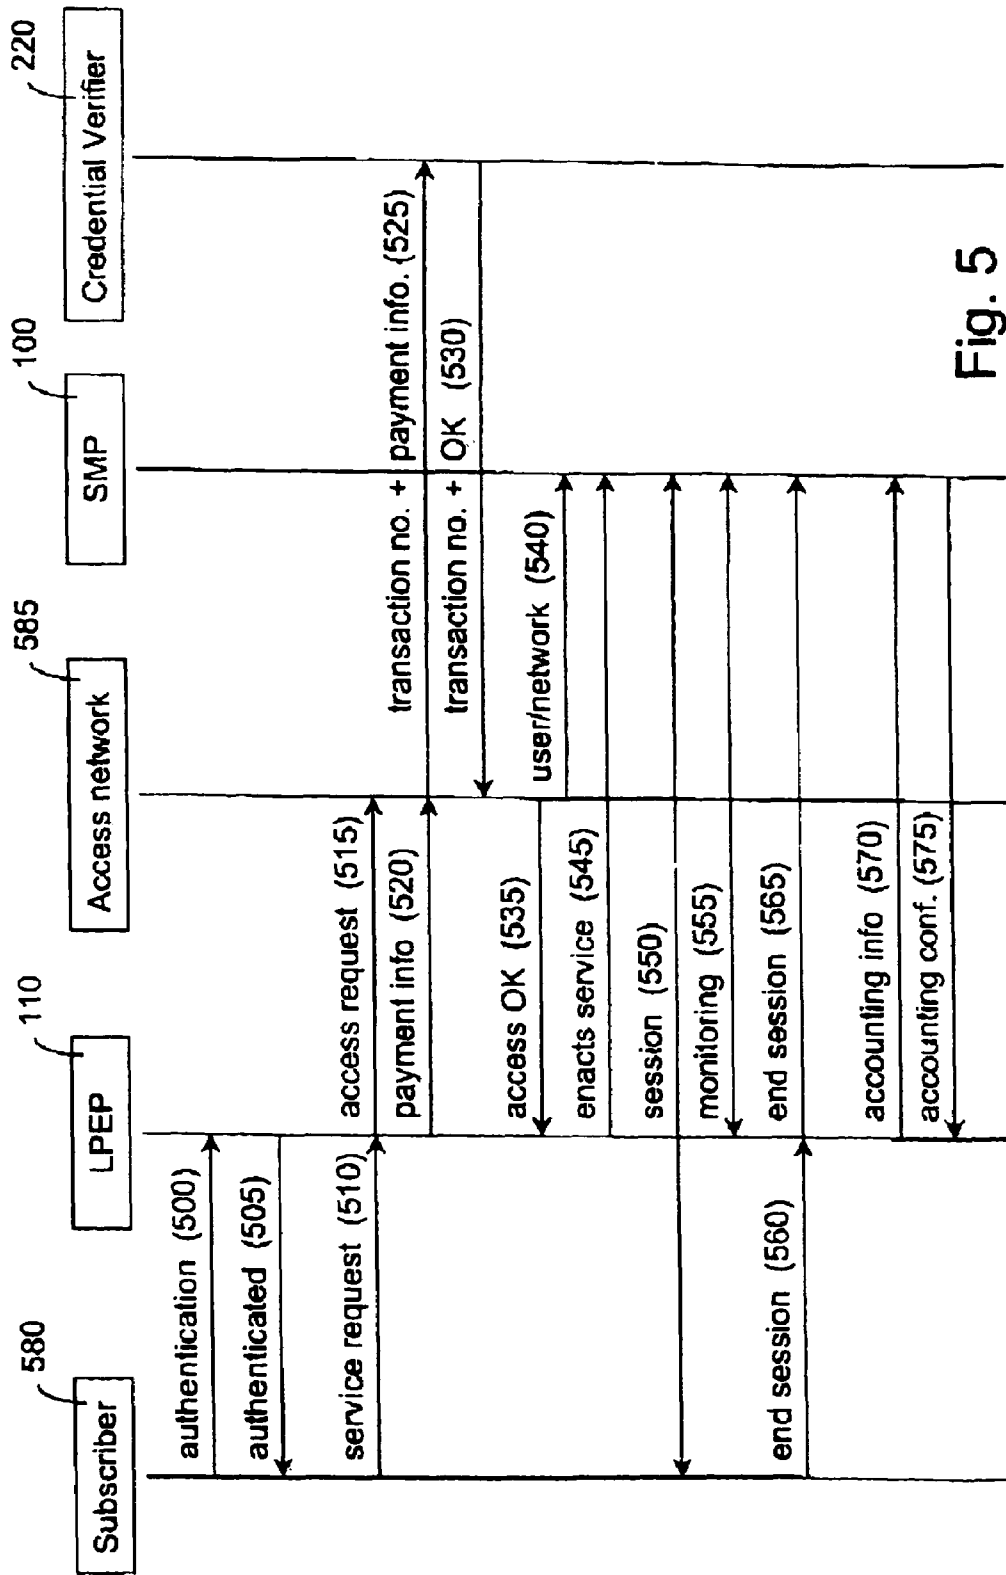 580
110
585
100
220
Subscriber
LPEP
Access network
SMP
Credential Verifier
authentication (500)
authenticated (505)
service request (510)
access request (515)
payment info (520)
transaction no. + payment info. (525)
transaction no. + OK (530)
access OK (535)
user/network (540)
enacts service (545)
session (550)
monitoring (555)
end session (560)
end session (565)
accounting info (570)
accounting conf. (575)
Fig. 5